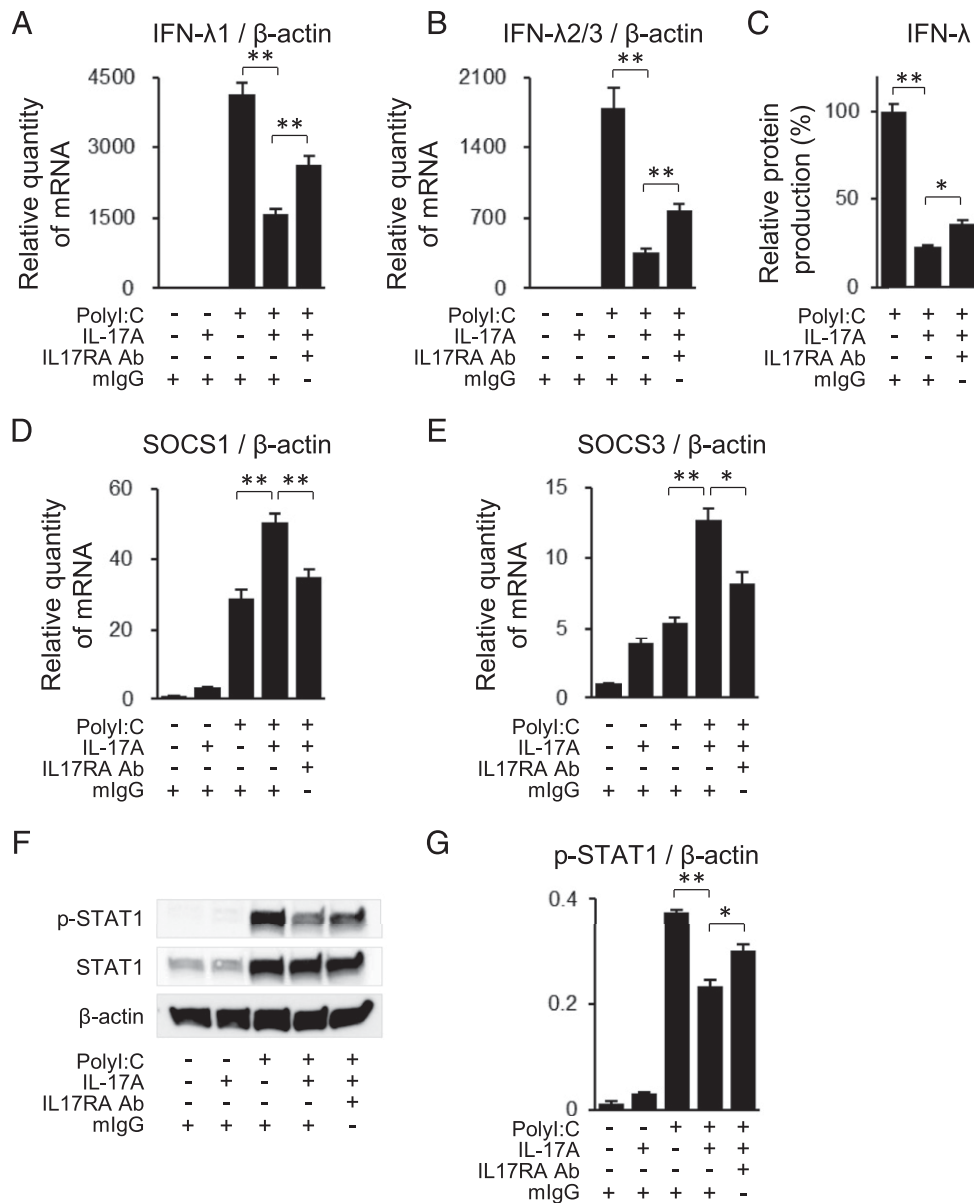 A
IFN-λ1 / β-actin
**
**
4500
3000
1500
0
Relative quantity
of mRNA
PolyI:C - - + + +
IL-17A - + - + +
IL17RA Ab - - - - +
mIgG + + + + -
B
IFN-λ2/3 / β-actin
**
**
2100
1400
700
0
Relative quantity
of mRNA
PolyI:C - - + + +
IL-17A - + - + +
IL17RA Ab - - - - +
mIgG + + + + -
C
IFN-λ
**
*
100
50
0
Relative protein
production (%)
PolyI:C + + +
IL-17A - + +
IL17RA Ab - - +
mIgG + + -
D
SOCS1 / β-actin
** **
60
40
20
0
Relative quantity
of mRNA
PolyI:C - - + + +
IL-17A - + - + +
IL17RA Ab - - - - +
mIgG + + + + -
E
SOCS3 / β-actin
** *
15
10
5
0
Relative quantity
of mRNA
PolyI:C - - + + +
IL-17A - + - + +
IL17RA Ab - - - - +
mIgG + + + + -
F
p-STAT1
STAT1
β-actin
PolyI:C - - + + +
IL-17A - + - + +
IL17RA Ab - - - - +
mIgG + + + + -
G
p-STAT1 / β-actin
**
*
0.4
0.2
0
PolyI:C - - + + +
IL-17A - + - + +
IL17RA Ab - - - - +
mIgG + + + + -